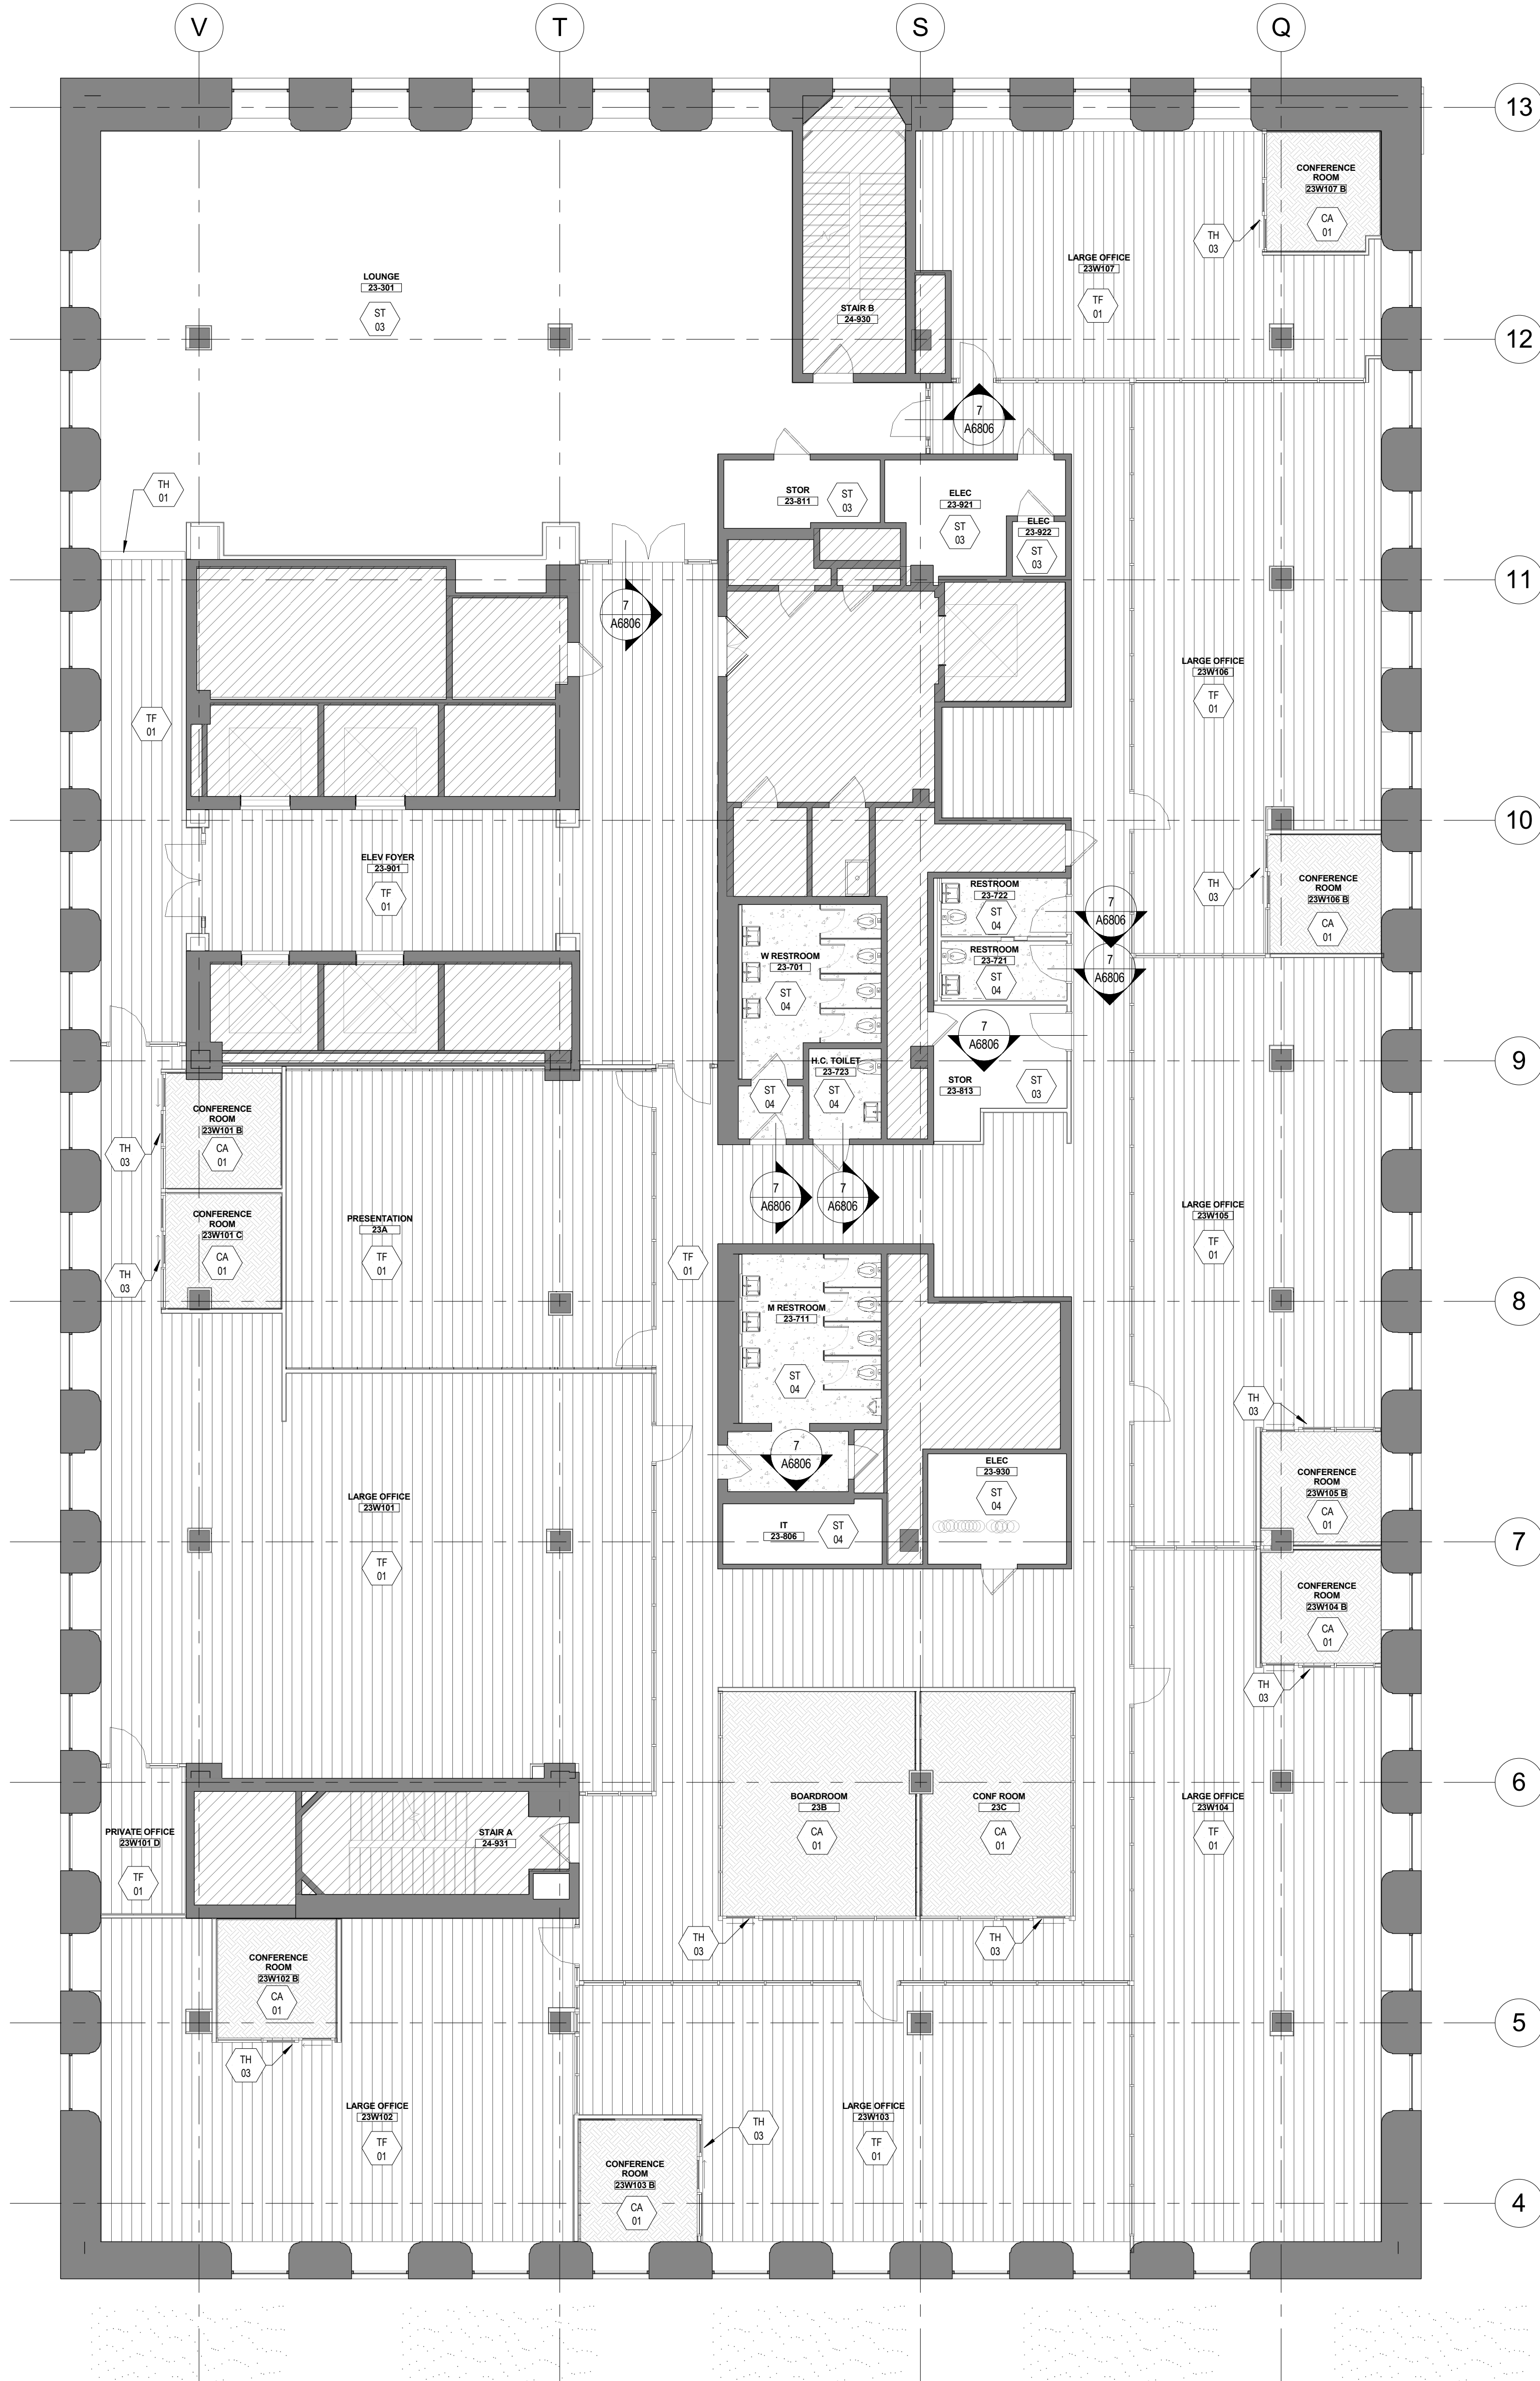 V
T
S
Q
13
CONFERENCE
ROOM
23W107 B
CA
01
TH
03
LARGE OFFICE
23W107
TF
01
LOUNGE
23-301
ST
03
STAIR B
24-930
12
7
A6806
TH
01
STOR
23-811
ST
03
ELEC
23-921
ST
03
ELEC
23-922
ST
03
11
7
A6806
LARGE OFFICE
23W106
TF
01
TF
01
10
ELEV FOYER
23-901
TF
01
RESTROOM
23-722
ST
04
7
A6806
TH
03
CONFERENCE
ROOM
23W106 B
CA
01
W RESTROOM
23-701
ST
04
RESTROOM
23-721
ST
04
7
A6806
7
A6806
9
H.C. TOILET
23-723
ST
04
ST
04
STOR
23-813
ST
03
CONFERENCE
ROOM
23W101 B
CA
01
TH
03
7
A6806
7
A6806
CONFERENCE
ROOM
23W101 C
CA
01
TH
03
PRESENTATION
23A
TF
01
TF
01
LARGE OFFICE
23W105
TF
01
8
M RESTROOM
23-711
ST
04
TH
03
7
A6806
ELEC
23-930
ST
04
CONFERENCE
ROOM
23W105 B
CA
01
LARGE OFFICE
23W101
TF
01
IT
23-806
ST
04
7
CONFERENCE
ROOM
23W104 B
CA
01
TH
03
6
BOARDROOM
23B
CA
01
CONF ROOM
23C
CA
01
LARGE OFFICE
23W104
TF
01
PRIVATE OFFICE
23W101 D
TF
01
STAIR A
24-931
TH
03
TH
03
CONFERENCE
ROOM
23W102 B
CA
01
TH
03
5
LARGE OFFICE
23W102
TF
01
TH
03
LARGE OFFICE
23W103
TF
01
CONFERENCE
ROOM
23W103 B
CA
01
4